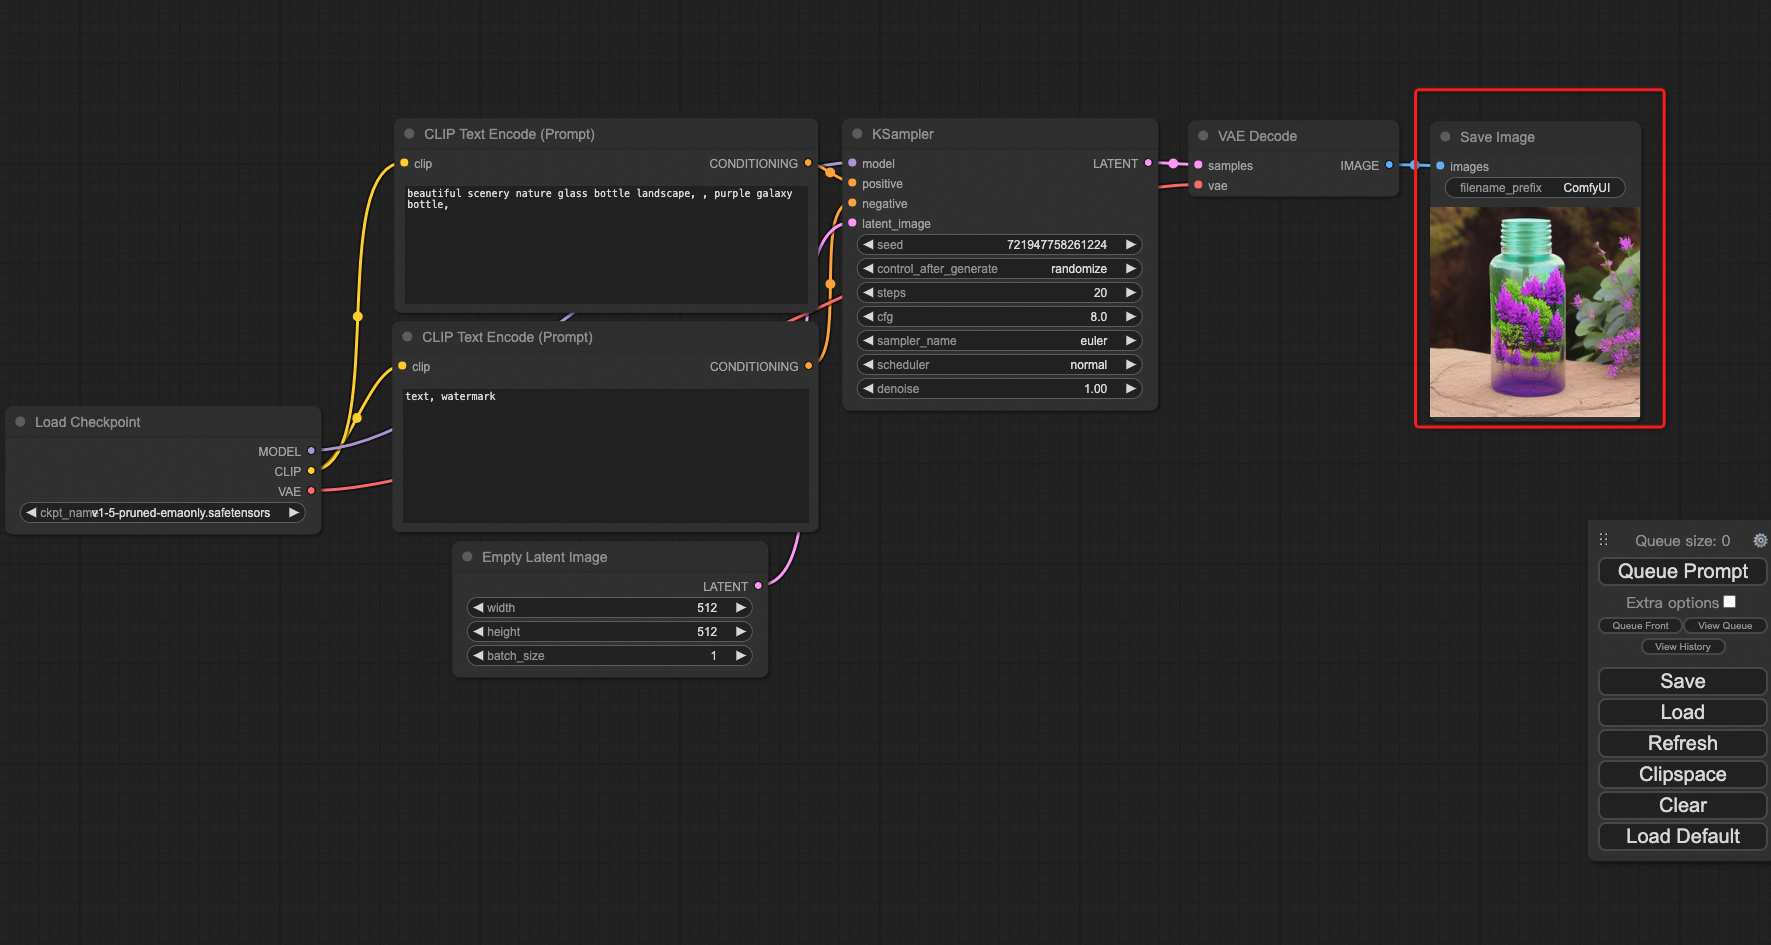 CLIP Text Encode (Prompt)
clip
CONDITIONING
beautiful scenery nature glass bottle landscape, , purple galaxy
bottle,
CLIP Text Encode (Prompt)
clip
CONDITIONING
text, watermark
Load Checkpoint
MODEL
CLIP
VAE
ckpt_name v1-5-pruned-emaonly.safetensors
Empty Latent Image
LATENT
width 512
height 512
batch_size 1
KSampler
model LATENT
positive
negative
latent_image
seed 721947758261224
control_after_generate randomize
steps 20
cfg 8.0
sampler_name euler
scheduler normal
denoise 1.00
VAE Decode
samples IMAGE
vae
Save Image
images
filename_prefix ComfyUI
Queue size: 0
Queue Prompt
Extra options
Queue Front View Queue
View History
Save
Load
Refresh
Clipspace
Clear
Load Default